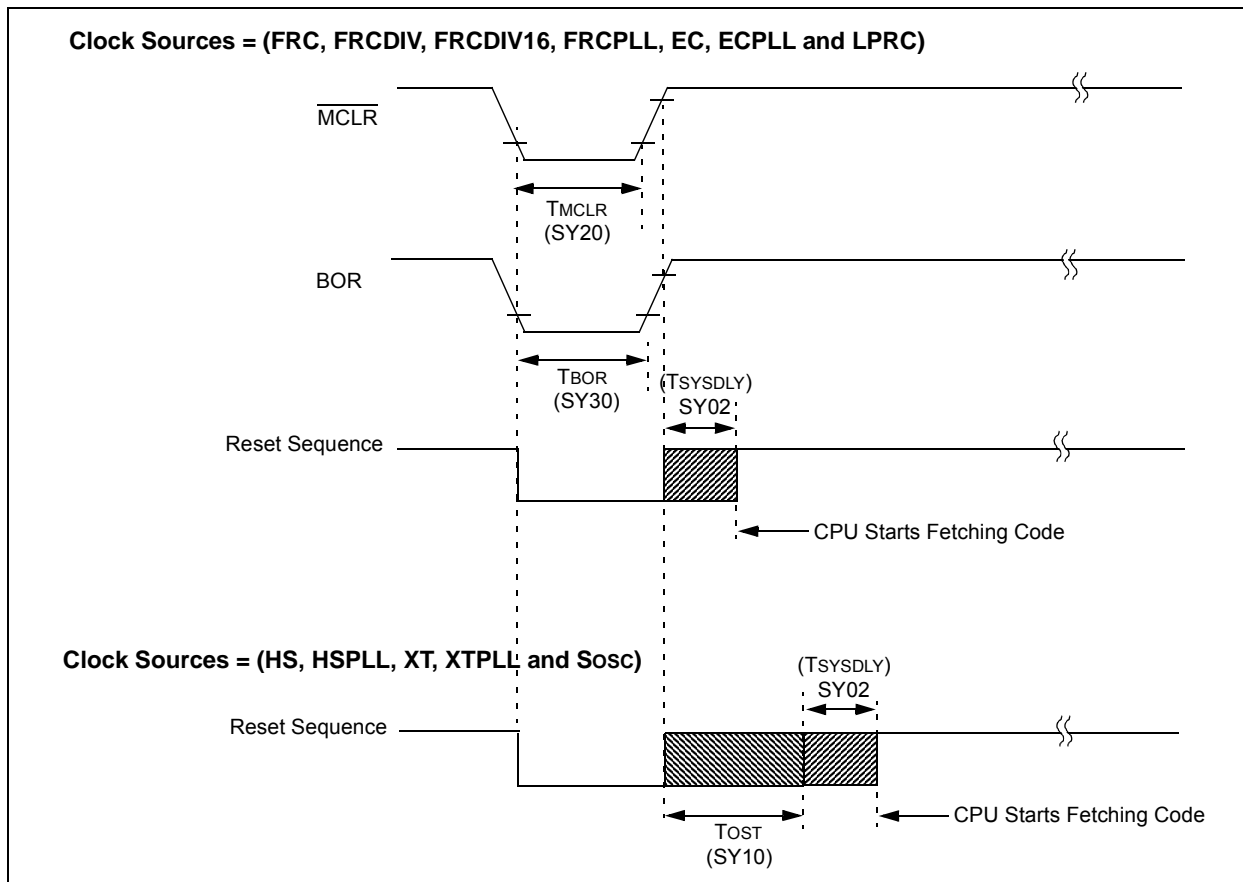 Clock Sources = (FRC, FRCDIV, FRCDIV16, FRCPLL, EC, ECPLL and LPRC)
MCLR
TMCLR
(SY20)
BOR
TBOR
(SY30)
(TSYSDLY)
SY02
Reset Sequence
CPU Starts Fetching Code
Clock Sources = (HS, HSPLL, XT, XTPLL and SOSC)
(TSYSDLY)
SY02
Reset Sequence
CPU Starts Fetching Code
TOST
(SY10)